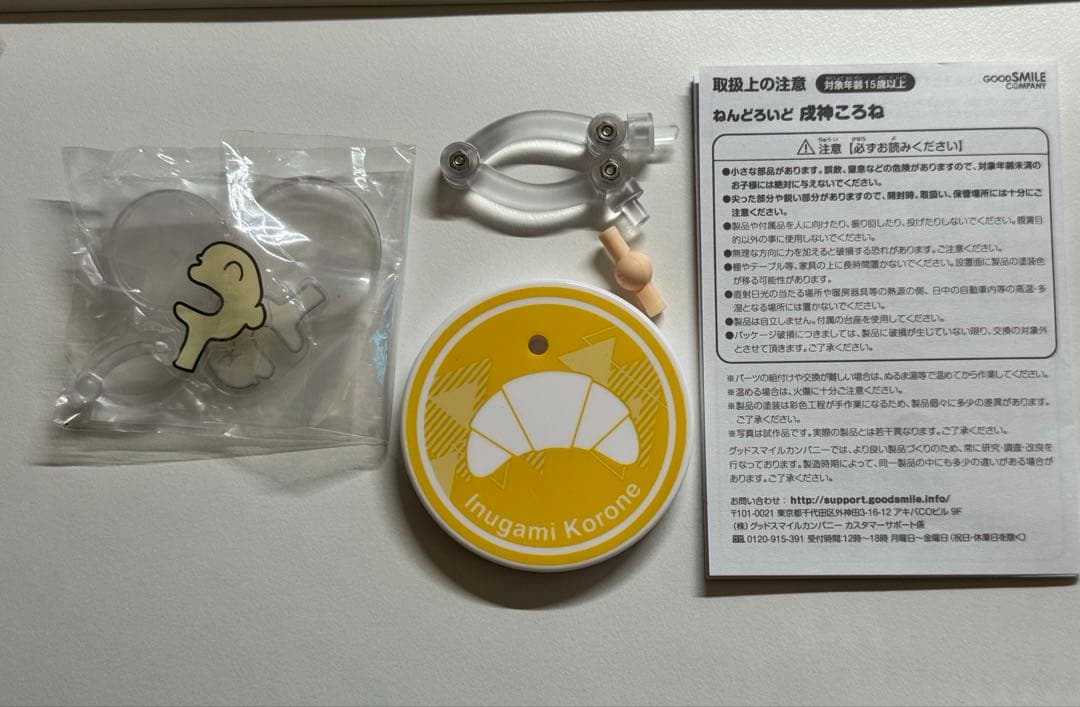 取扱上の注意
対象年齢15歳以上
GOOD SMILE
COMPANY
ねんどろいど 戌神ころね
⚠注意【必ずお読みください】
●小さな部品があります。誤飲、窒息などの危険がありますので、対象年齢未満の
お子様には絶対に与えないでください。
●尖った部分や鋭い部分がありますので、開封時、取扱い、保管場所には十分にご
注意ください。
●製品や付属品を人に向けたり、振り回したり、投げたりしないでください。観賞目
的以外の事に使用しないでください。
●無理な方向に力を加えると破損する恐れがあります。ご注意ください。
●棚やテーブル等、家具の上に長時間置かないでください。設置面に製品の塗装色
が移る可能性があります。
●直射日光の当たる場所や暖房器具等の熱源の側、日中の自動車内等の高温・多
湿となる場所には置かないでください。
●製品は自立しません。付属の台座を使用してください。
●パッケージ破損につきましては、製品に破損が生じていない限り、交換の対象外
とさせて頂きます。ご了承ください。
※パーツの組付けや交換が難しい場合は、ぬるま湯等で温めてから作業してください。
※温める場合は、火傷に十分ご注意ください。
※製品の塗装は彩色工程が手作業になるため、製品個々に多少の差異があります。
ご了承ください。
※写真は試作品です。実際の製品とは若干異なります。ご了承ください。
グッドスマイルカンパニーでは、より良い製品づくりのため、常に研究・調査・改良を
行なっております。製造時期によって、同一製品の中にも多少の違いがある場合が
あります。ご了承ください。
お問い合わせ：http://support.goodsmile.info/
〒101-0021 東京都千代田区外神田3-16-12 アキバCOビル 9F
（株）グッドスマイルカンパニー カスタマーサポート係
0120-915-391 受付時間：12時〜18時 月曜日〜金曜日（祝日・休業日を除く）
Inugami Korone